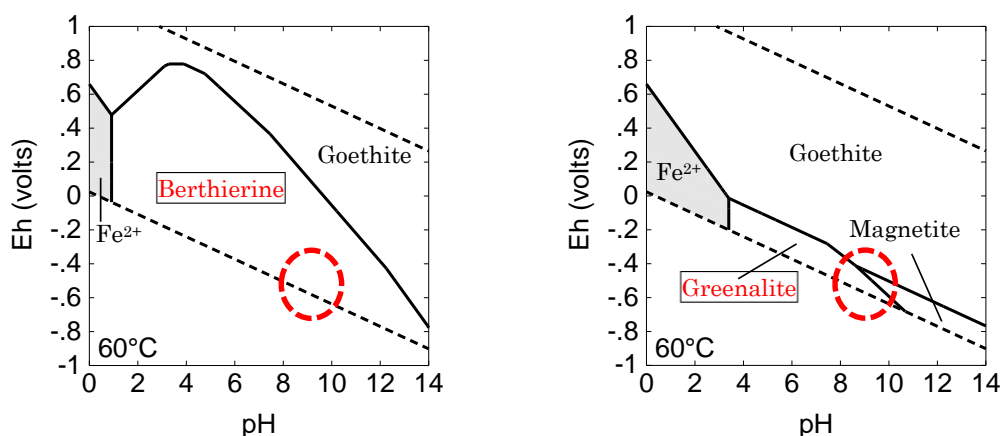 1
.8
.6
.4
.2
0
-.2
-.4
-.6
-.8
-1
0 2 4 6 8 10 12 14
Eh (volts)
pH
Goethite
Berthierine
Fe²⁺
60°C
1
.8
.6
.4
.2
0
-.2
-.4
-.6
-.8
-1
0 2 4 6 8 10 12 14
Eh (volts)
pH
Goethite
Fe²⁺
Magnetite
Greenalite
60°C